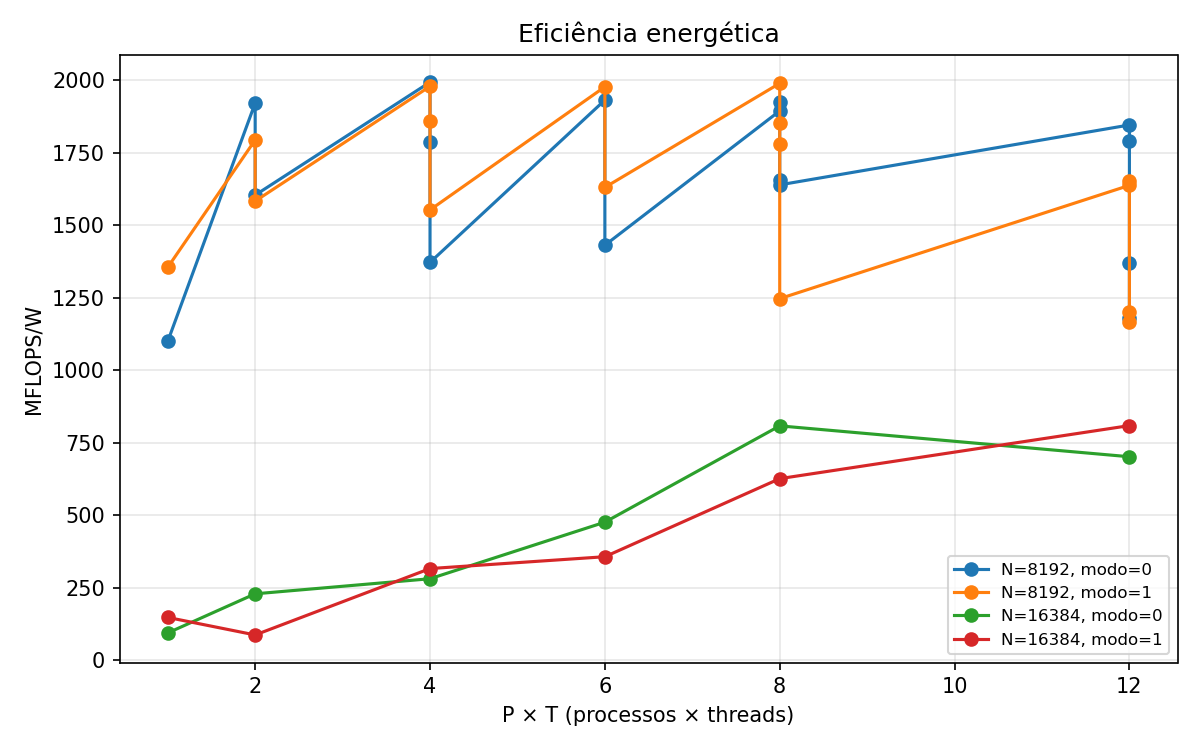 Eficiência energética
MFLOPS/W
2000
1750
1500
1250
1000
750
500
250
0
2 4 6 8 10 12
P × T (processos × threads)
N=8192, modo=0
N=8192, modo=1
N=16384, modo=0
N=16384, modo=1